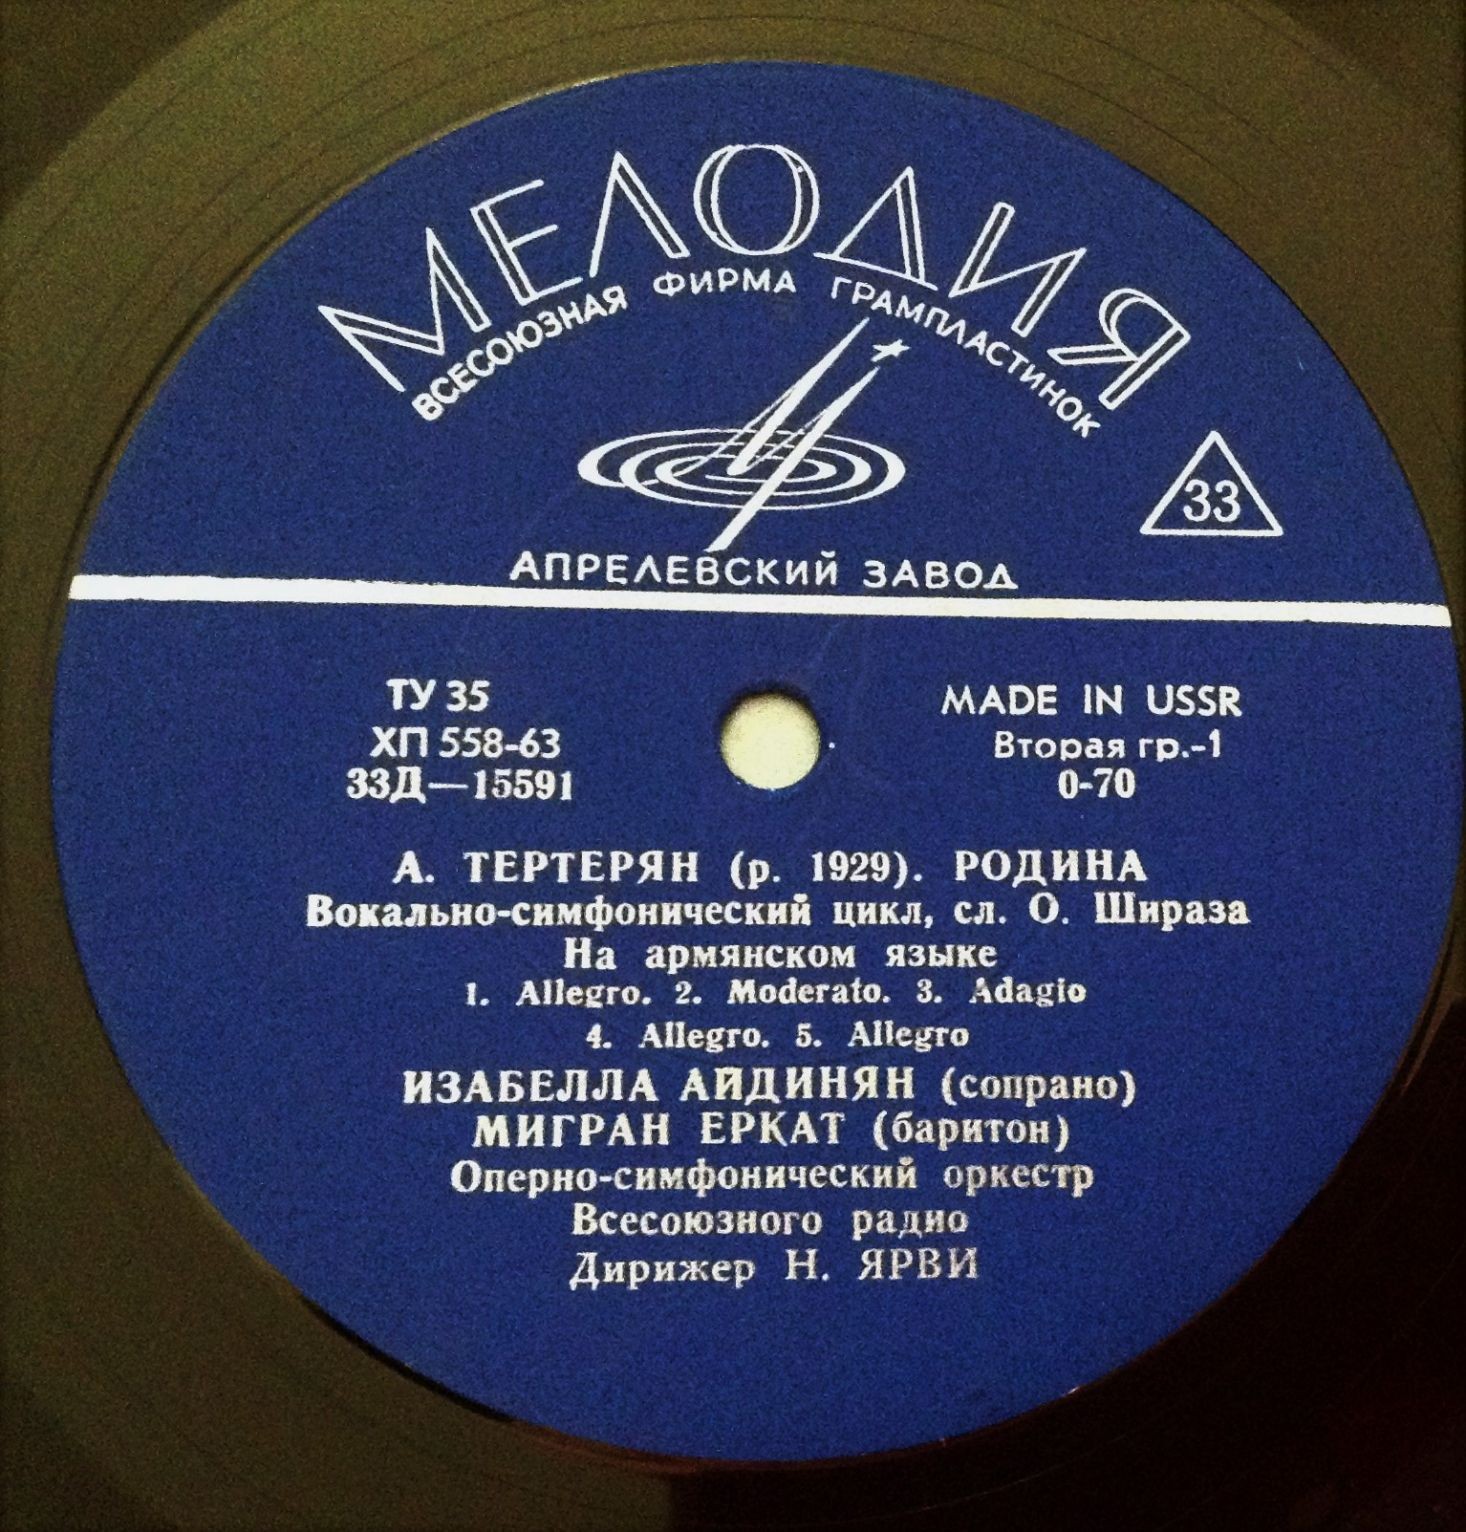 МЕЛОДИЯ
ВСЕСОЮЗНАЯ ФИРМА ГРАМПЛАСТИНОК
33
АПРЕЛЕВСКИЙ ЗАВОД
ТУ 35
ХП 558-63
33Д—15591
MADE IN USSR
Вторая гр.-1
0-70
А. ТЕРТЕРЯН (р. 1929). РОДИНА
Вокально-симфонический цикл, сл. О. Шираза
На армянском языке
1. Allegro. 2. Moderato. 3. Adagio
4. Allegro. 5. Allegro
ИЗАБЕЛЛА АЙДИНЯН (сопрано)
МИГРАН ЕРКАТ (баритон)
Оперно-симфонический оркестр
Всесоюзного радио
Дирижер Н. ЯРВИ